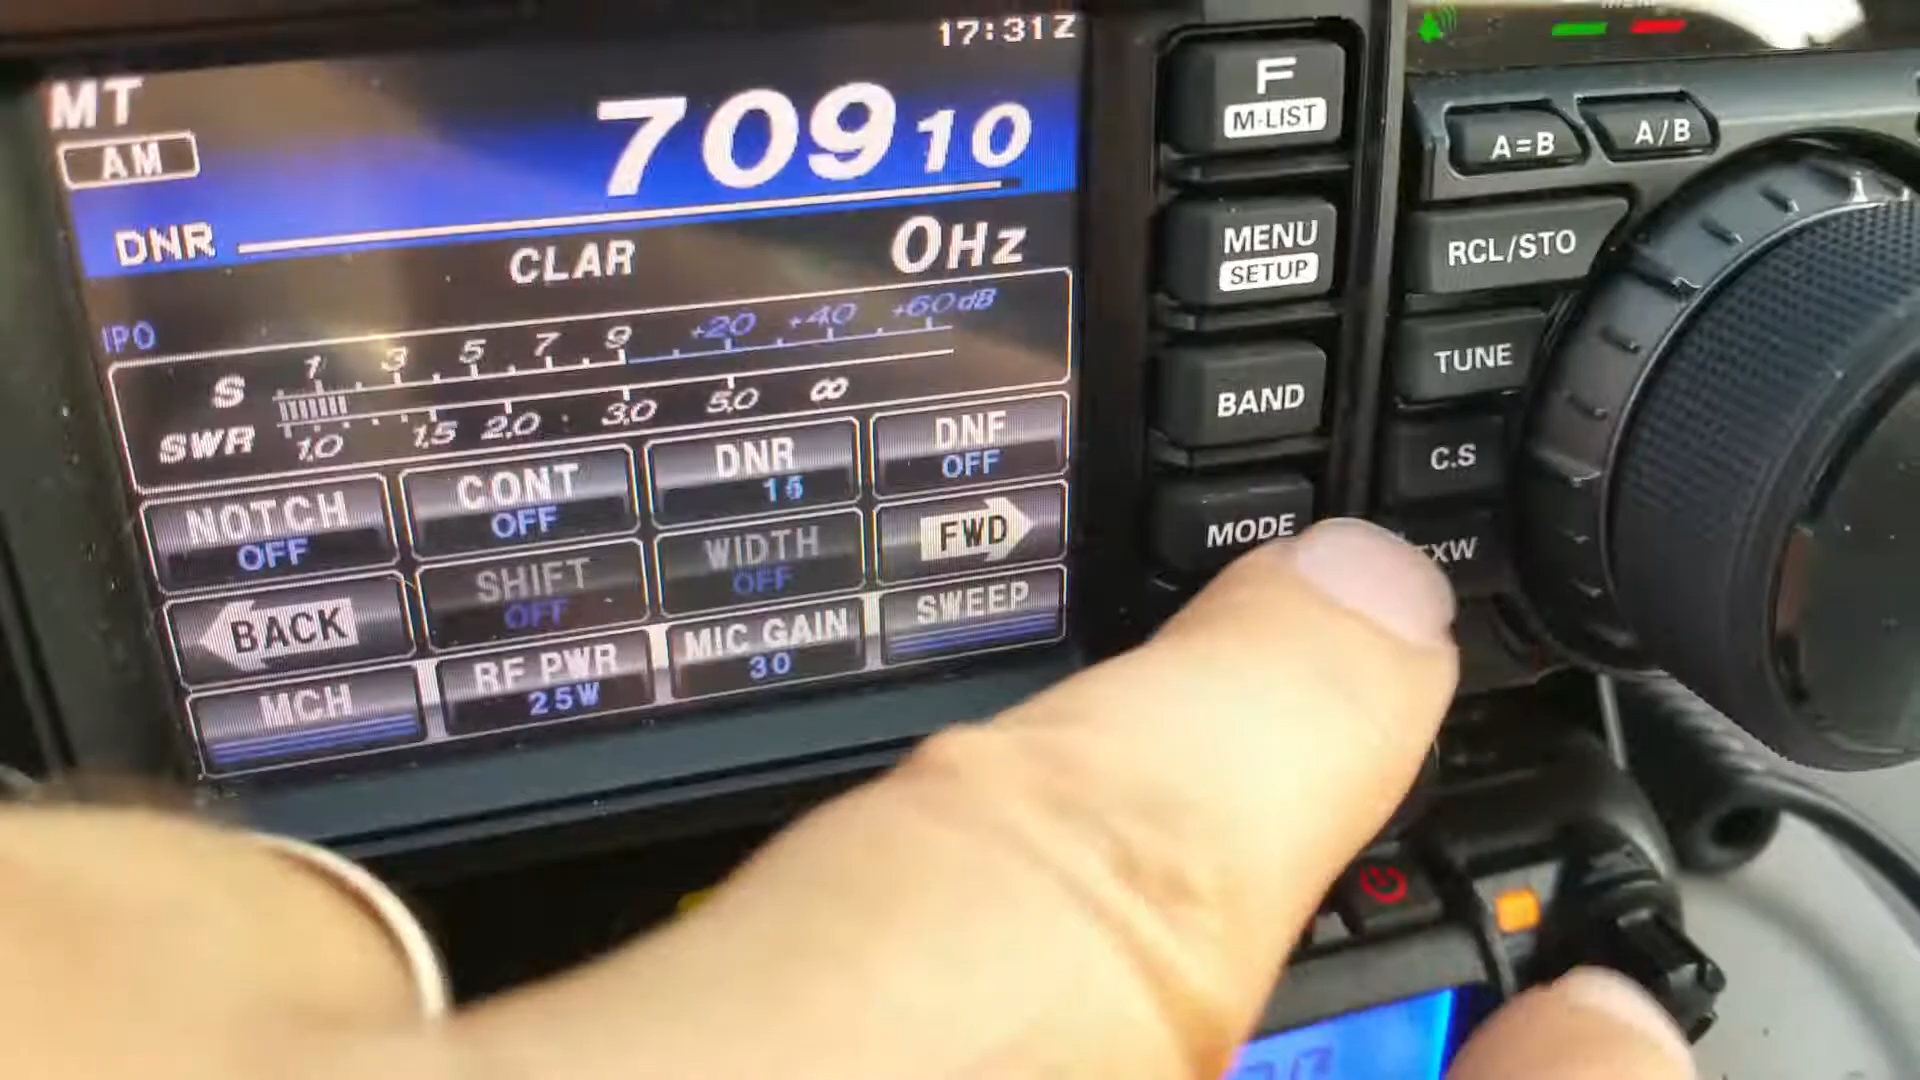 17:31Z
MT
AM
709 10
DNR
CLAR
0Hz
IPO
S 1 3 5 7 9 +20 +40 +60dB
SWR 1.0 1.5 2.0 3.0 5.0 ∞
NOTCH
OFF
CONT
OFF
DNR
15
DNF
OFF
BACK
SHIFT
OFF
WIDTH
OFF
FWD
MCH
RF PWR
25W
MIC GAIN
30
SWEEP
F
M-LIST
MENU
SETUP
BAND
MODE
A=B
A/B
RCL/STO
TUNE
C.S
TXW